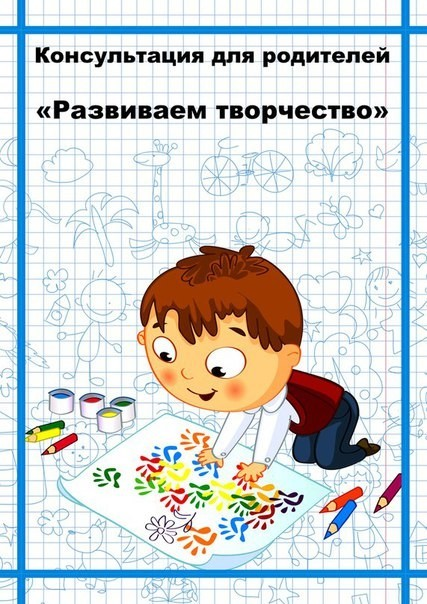 Консультация для родителей
«Развиваем творчество»